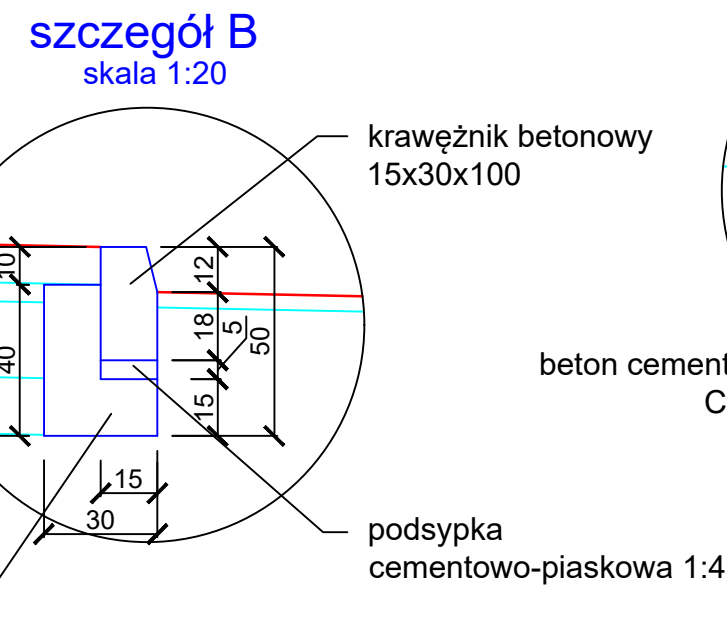 szczegół B
skala 1:20
krawężnik betonowy
15x30x100
10
40
12
18
5
50
15
15
30
beton cement
C
podsypka
cementowo-piaskowa 1:4